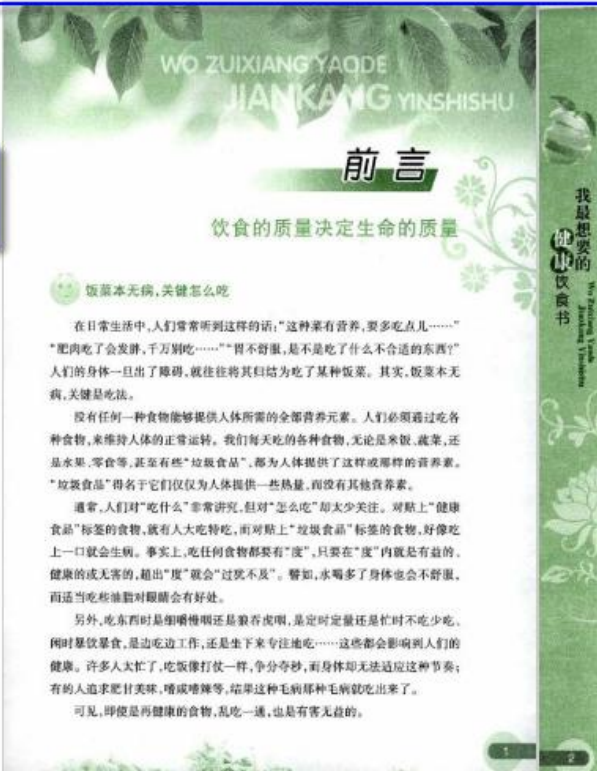 WO ZUIXIANG YAODE
JIANKANG YINSHISHU
前言
饮食的质量决定生命的质量
饭菜本无病,关键怎么吃
在日常生活中,人们常常听到这样的话:“这种菜有营养,要多吃点儿……”
“肥肉吃了会发胖,千万别吃……”“胃不舒服,是不是吃了什么不合适的东西?”
人们的身体一旦出了障碍,就往往将其归结为吃了某种饭菜。其实,饭菜本无
病,关键是吃法。
没有任何一种食物能够提供人体所需的全部营养元素。人们必须通过吃各
种食物,来维持人体的正常运转。我们每天吃的各种食物,无论是米饭、蔬菜,还
是水果、零食等,甚至有些“垃圾食品”,都为人体提供了这样或那样的营养素。
“垃圾食品”得名于它们仅仅为人体提供一些热量,而没有其他营养素。
通常,人们对“吃什么”非常讲究,但对“怎么吃”却太少关注。对贴上“健康
食品”标签的食物,就有人大吃特吃,而对贴上“垃圾食品”标签的食物,好像吃
上一口就会生病。事实上,吃任何食物都要有“度”,只要在“度”内就是有益的、
健康的或无害的,超出“度”就会“过犹不及”。譬如,水喝多了身体也会不舒服,
而适当吃些油脂对眼睛会有好处。
另外,吃东西时是细嚼慢咽还是狼吞虎咽,是定时定量还是忙时不吃少吃、
闲时暴饮暴食,是边吃边工作,还是坐下来专注地吃……这些都会影响到人们的
健康。许多人太忙了,吃饭像打仗一样,争分夺秒,而身体却无法适应这种节奏;
有的人追求肥甘美味,嗜咸嗜辣等,结果这种毛病那种毛病就吃出来了。
可见,即使是再健康的食物,乱吃一通,也是有害无益的。
1
我最想要的
健康饮食书
Wo Zuixiang Yaode
Jiankang Yinshishu
2